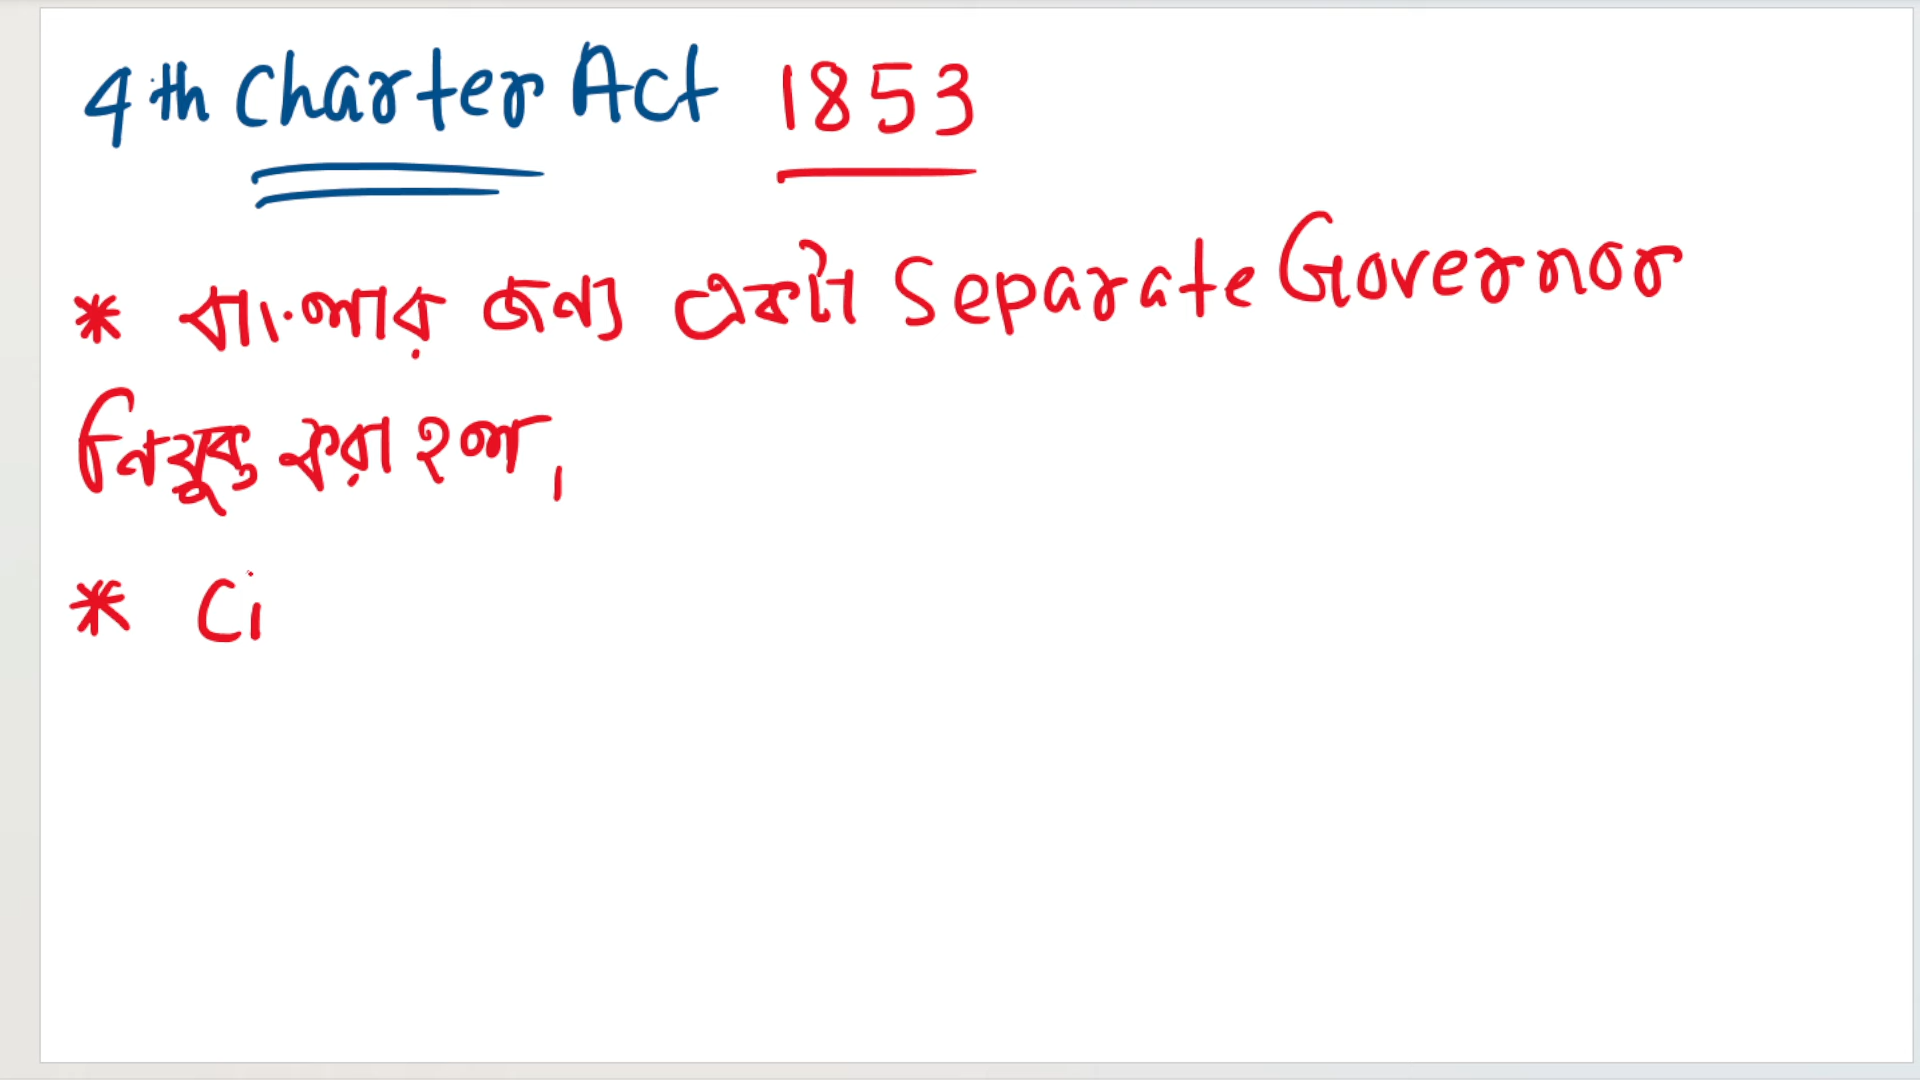 4th Charter Act 1853
* বাংলার জন্য একটা Separate Governor
নিযুক্ত করা হল,
* Ci